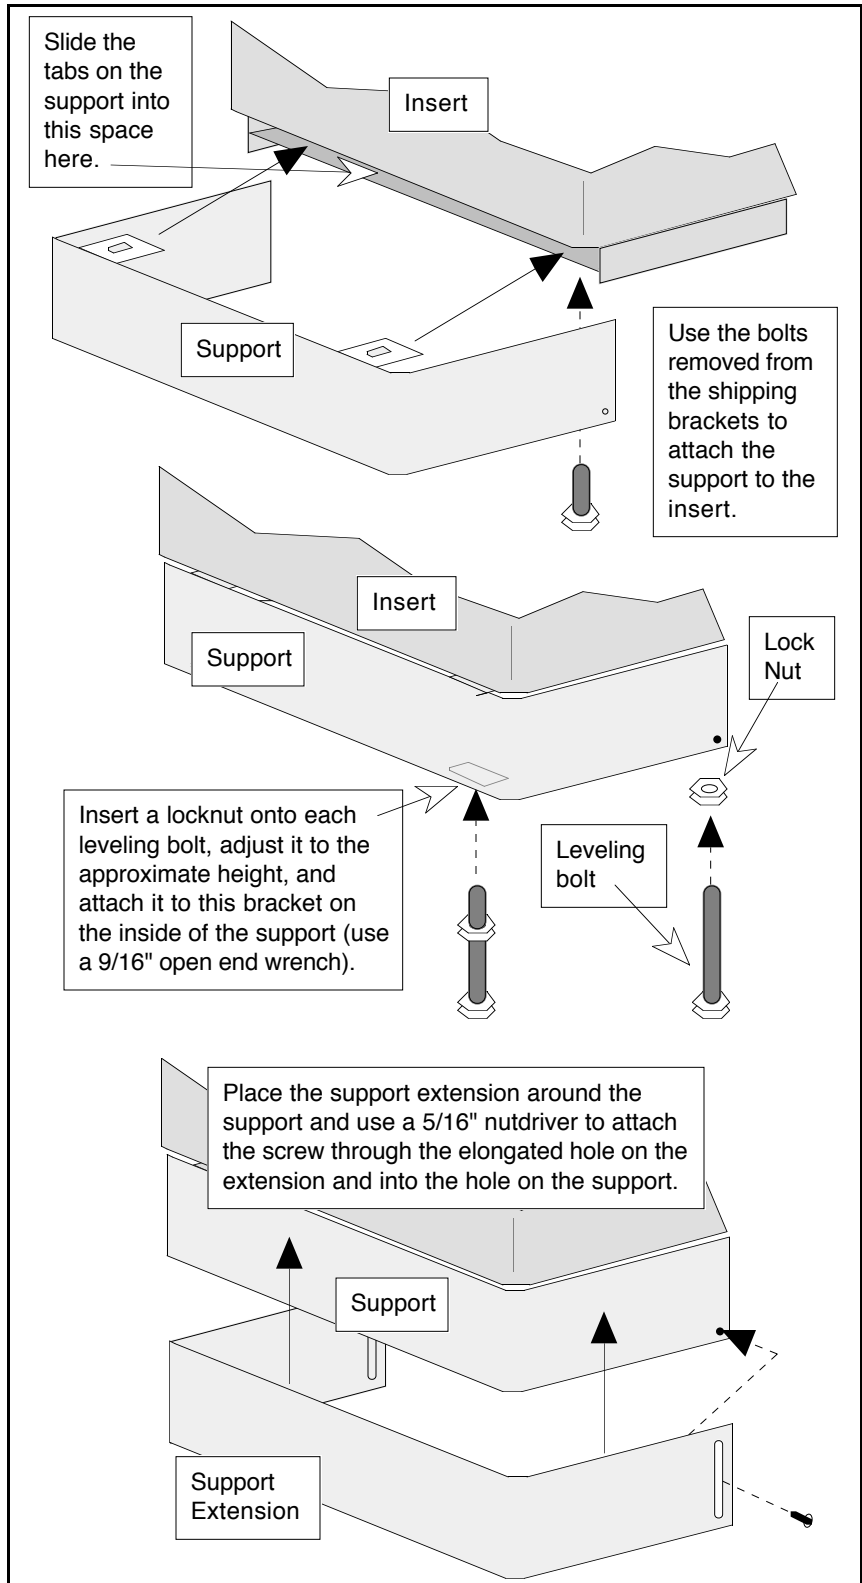 Slide the
tabs on the
support into
this space
here.
Insert
Support
Use the bolts
removed from
the shipping
brackets to
attach the
support to the
insert.
Insert
Support
Lock
Nut
Insert a locknut onto each
leveling bolt, adjust it to the
approximate height, and
attach it to this bracket on
the inside of the support (use
a 9/16" open end wrench).
Leveling
bolt
Place the support extension around the
support and use a 5/16" nutdriver to attach
the screw through the elongated hole on the
extension and into the hole on the support.
Support
Support
Extension